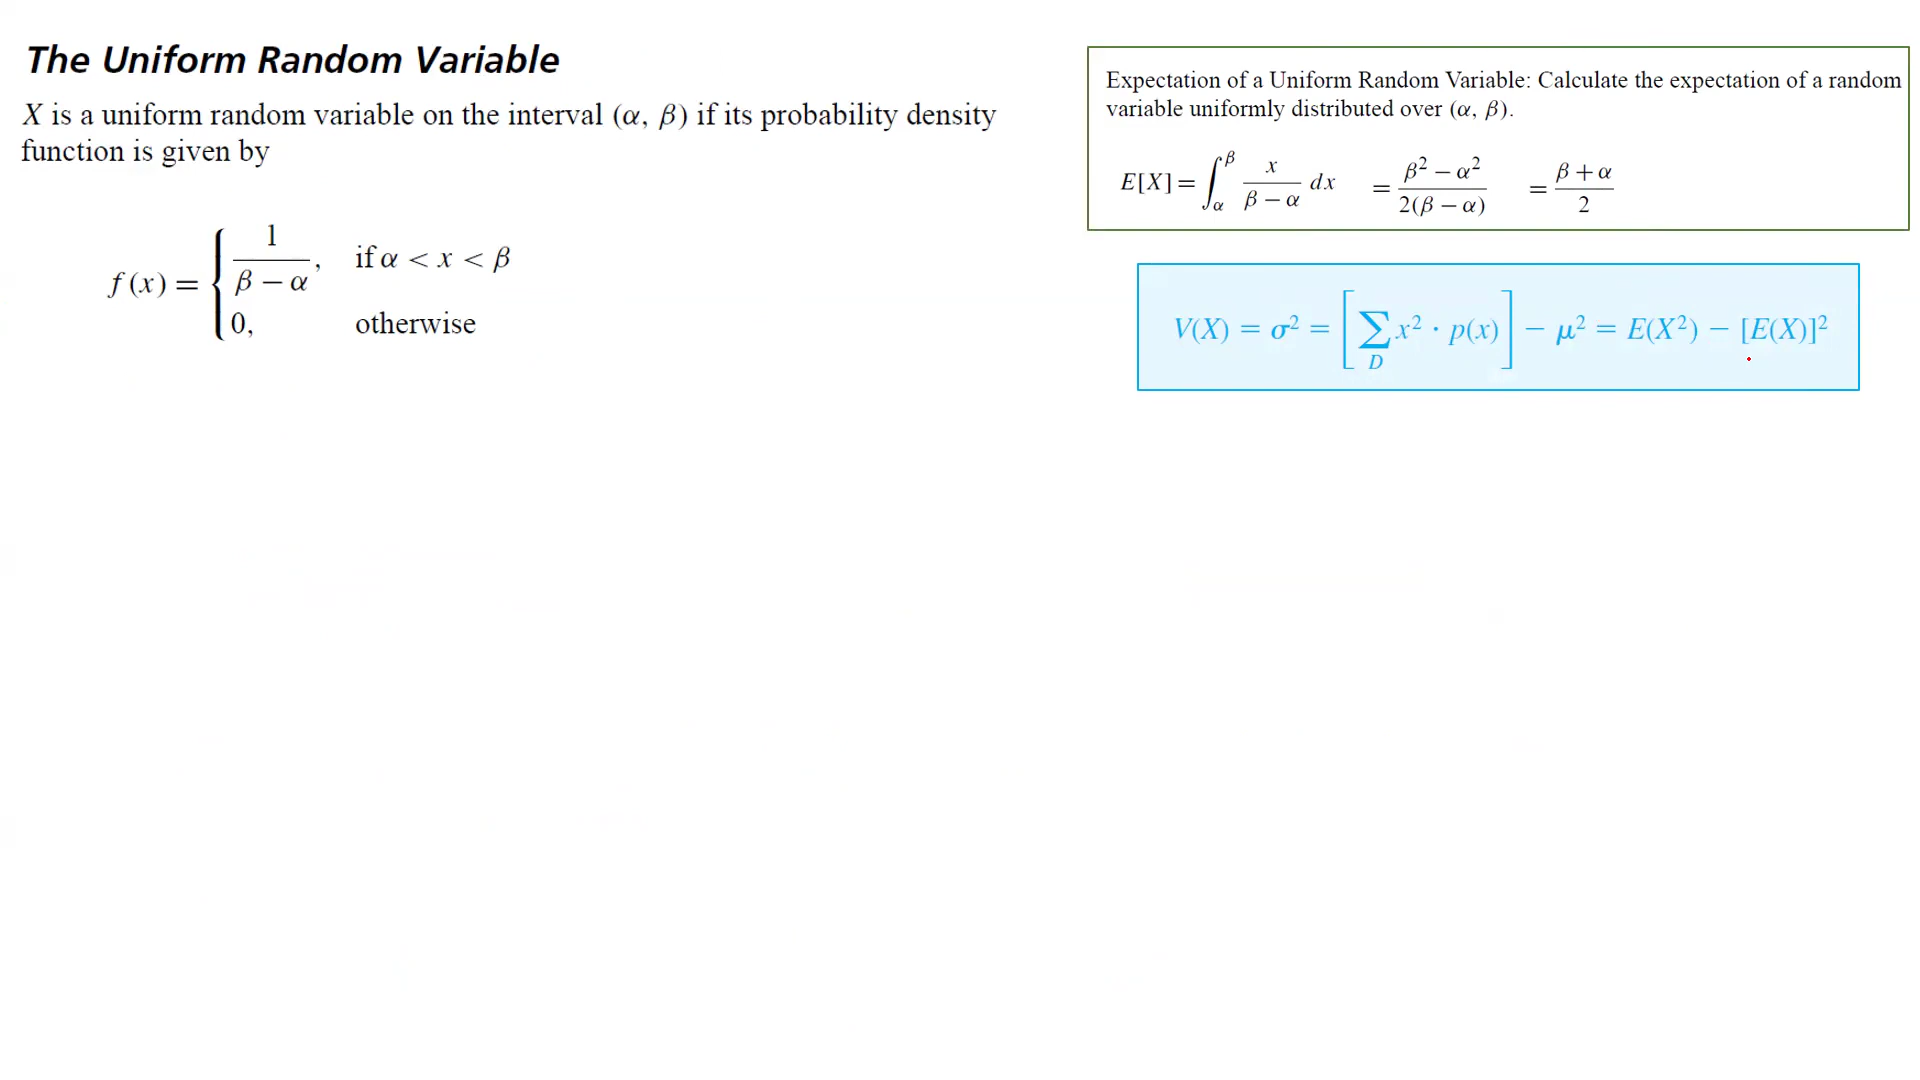 The Uniform Random Variable
X is a uniform random variable on the interval (α, β) if its probability density
function is given by
f(x) = { 1/(β − α), if α < x < β
0, otherwise
Expectation of a Uniform Random Variable: Calculate the expectation of a random
variable uniformly distributed over (α, β).
E[X] = ∫_α^β x/(β − α) dx = (β² − α²)/(2(β − α)) = (β + α)/2
V(X) = σ² = [∑_D x² · p(x)] − μ² = E(X²) − [E(X)]²